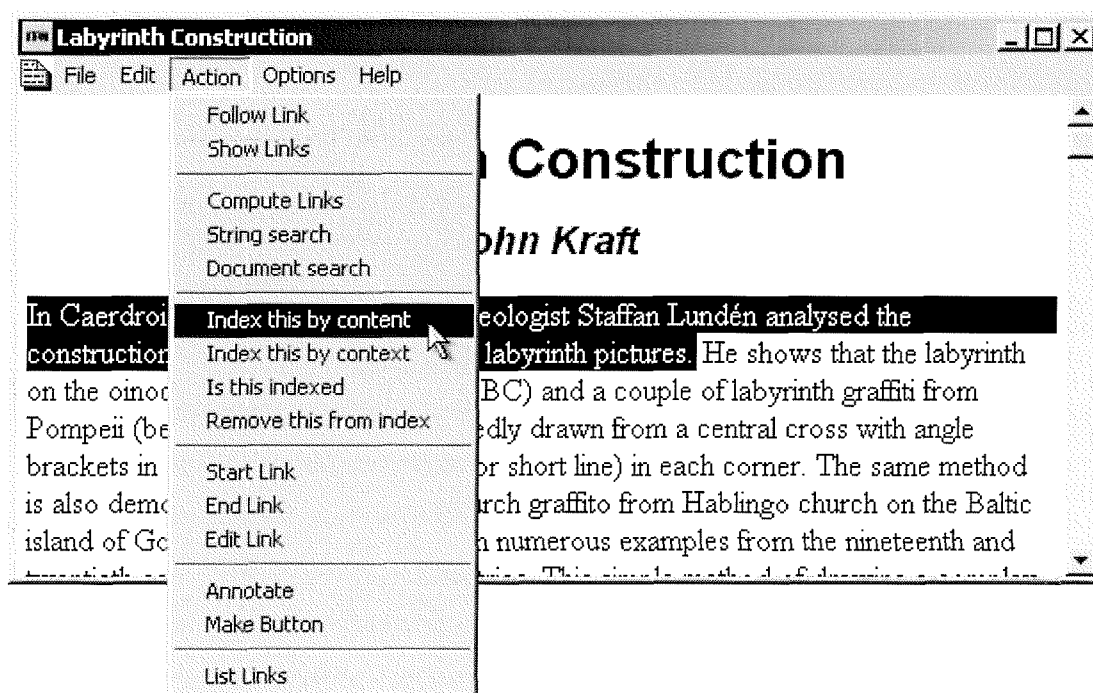 Labyrinth Construction
File Edit Action Options Help
Follow Link
Show Links
Compute Links
String search
Document search
Index this by content
Index this by context
Is this indexed
Remove this from index
Start Link
End Link
Edit Link
Annotate
Make Button
List Links
Construction
ohn Kraft
In Caerdroi eologist Staffan Lundén analysed the
construction labyrinth pictures. He shows that the labyrinth
on the oinoc BC) and a couple of labyrinth graffiti from
Pompeii (be edly drawn from a central cross with angle
brackets in or short line) in each corner. The same method
is also demo urch graffito from Hablingo church on the Baltic
island of Go n numerous examples from the nineteenth and